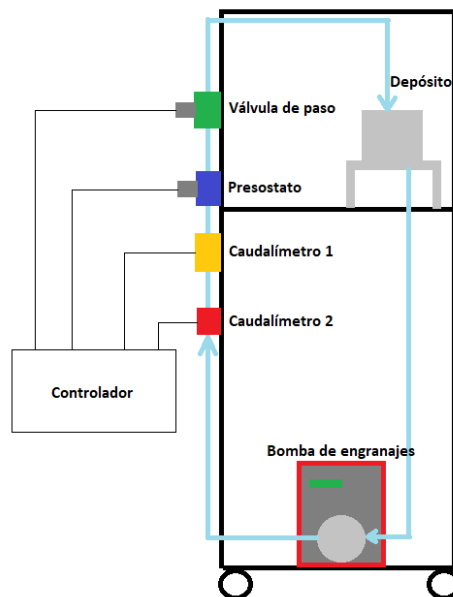 Depósito
Válvula de paso
Presostato
Caudalímetro 1
Caudalímetro 2
Controlador
Bomba de engranajes